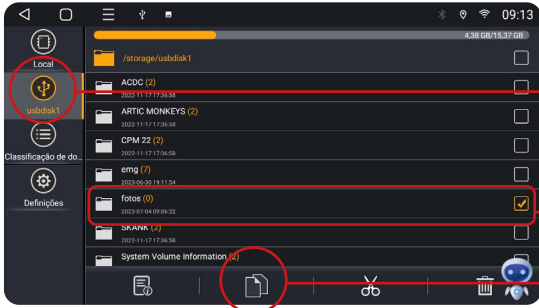 09:13
4,38 GB/15,37 GB
Local
usbdisk1
Classificação de do...
Definições
/storage/usbdisk1
ACDC (2)
2022-11-17 17:36:58
ARTIC MONKEYS (2)
2022-11-17 17:36:58
CPM 22 (2)
2022-11-17 17:36:58
emg (7)
2023-06-30 19:11:54
fotos (0)
2023-07-04 09:06:32
SKANK (2)
2022-11-17 17:36:58
System Volume Information (2)